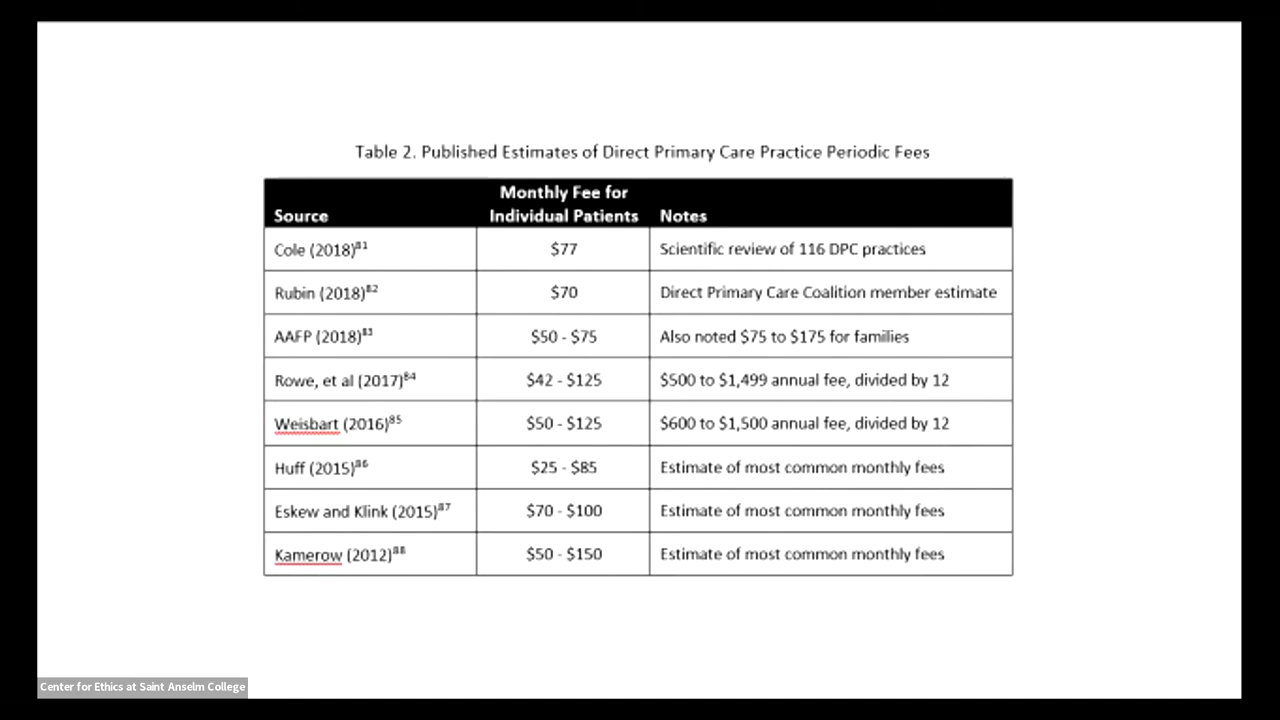 Table 2. Published Estimates of Direct Primary Care Practice Periodic Fees
Monthly Fee for
Source Individual Patients Notes
Cole (2018)⁸¹ $77 Scientific review of 116 DPC practices
Rubin (2018)⁸² $70 Direct Primary Care Coalition member estimate
AAFP (2018)⁸³ $50 - $75 Also noted $75 to $175 for families
Rowe, et al (2017)⁸⁴ $42 - $125 $500 to $1,499 annual fee, divided by 12
Weisbart (2016)⁸⁵ $50 - $125 $600 to $1,500 annual fee, divided by 12
Huff (2015)⁸⁶ $25 - $85 Estimate of most common monthly fees
Eskew and Klink (2015)⁸⁷ $70 - $100 Estimate of most common monthly fees
Kamerow (2012)⁸⁸ $50 - $150 Estimate of most common monthly fees
Center for Ethics at Saint Anselm College